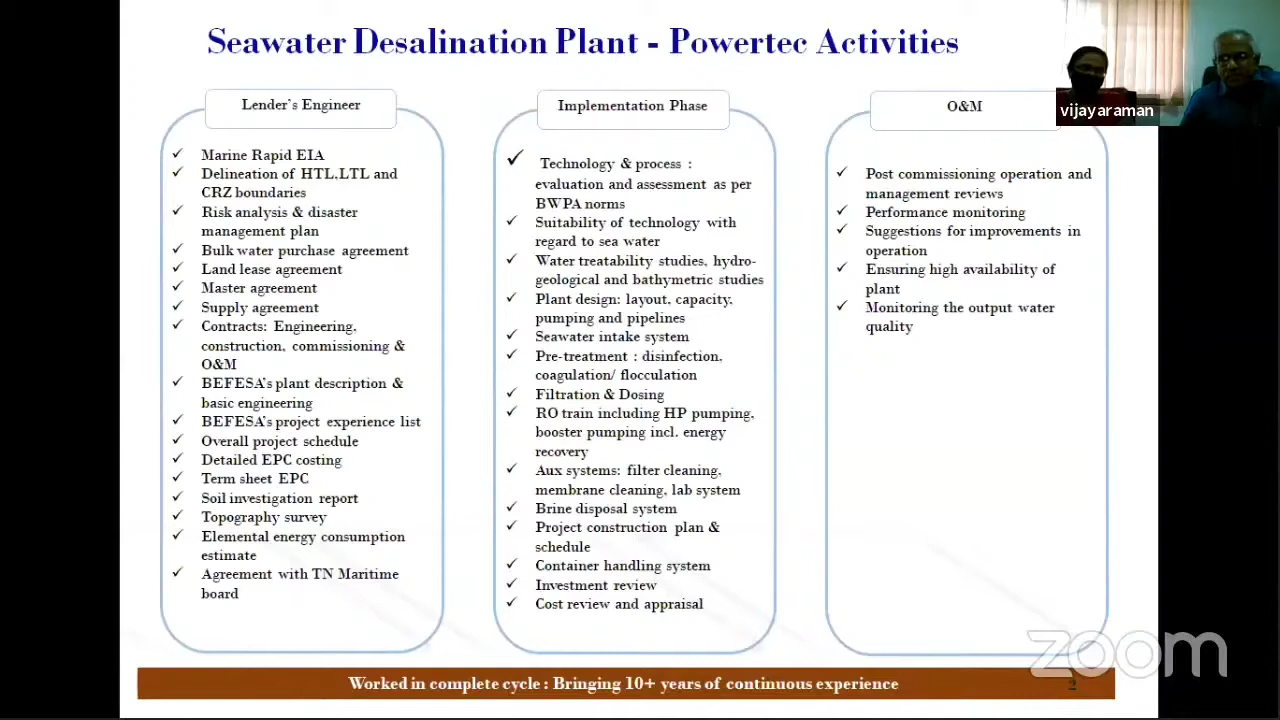 Seawater Desalination Plant - Powertec Activities
vijayaraman
Lender's Engineer
Marine Rapid EIA
Delineation of HTL,LTL and
CRZ boundaries
Risk analysis & disaster
management plan
Bulk water purchase agreement
Land lease agreement
Master agreement
Supply agreement
Contracts: Engineering,
construction, commissioning &
O&M
BEFESA's plant description &
basic engineering
BEFESA's project experience list
Overall project schedule
Detailed EPC costing
Term sheet EPC
Soil investigation report
Topography survey
Elemental energy consumption
estimate
Agreement with TN Maritime
board
Implementation Phase
Technology & process :
evaluation and assessment as per
BWPA norms
Suitability of technology with
regard to sea water
Water treatability studies, hydro-
geological and bathymetric studies
Plant design: layout, capacity,
pumping and pipelines
Seawater intake system
Pre-treatment : disinfection,
coagulation/ flocculation
Filtration & Dosing
RO train including HP pumping,
booster pumping incl. energy
recovery
Aux systems: filter cleaning,
membrane cleaning, lab system
Brine disposal system
Project construction plan &
schedule
Container handling system
Investment review
Cost review and appraisal
O&M
Post commissioning operation and
management reviews
Performance monitoring
Suggestions for improvements in
operation
Ensuring high availability of
plant
Monitoring the output water
quality
zoom
Worked in complete cycle : Bringing 10+ years of continuous experience
2